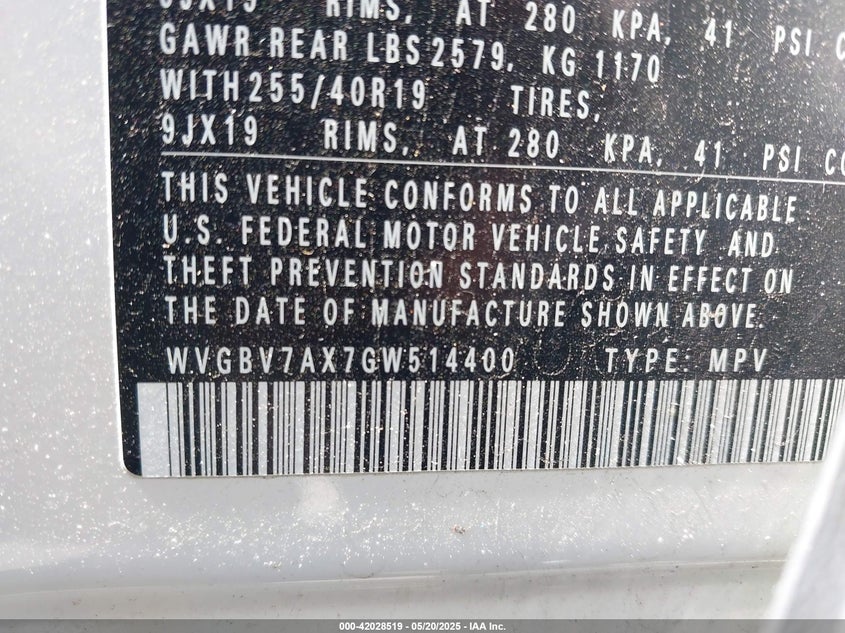 9JX19 RIMS, AT 280 KPA, 41 PSI C
GAWR REAR LBS 2579, KG 1170
WITH 255/40R19 TIRES,
9JX19 RIMS, AT 280 KPA, 41 PSI CO
THIS VEHICLE CONFORMS TO ALL APPLICABLE
U.S. FEDERAL MOTOR VEHICLE SAFETY AND
THEFT PREVENTION STANDARDS IN EFFECT ON
THE DATE OF MANUFACTURE SHOWN ABOVE.
WVGBV7AX7GW514400 TYPE: MPV
000-42028519 - 05/20/2025 - IAA Inc.